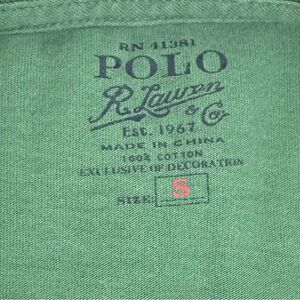 RN 41381
POLO
R. Lauren
& Co
Est. 1967
MADE IN CHINA
100% COTTON
EXCLUSIVE OF DECORATION
SIZE: S